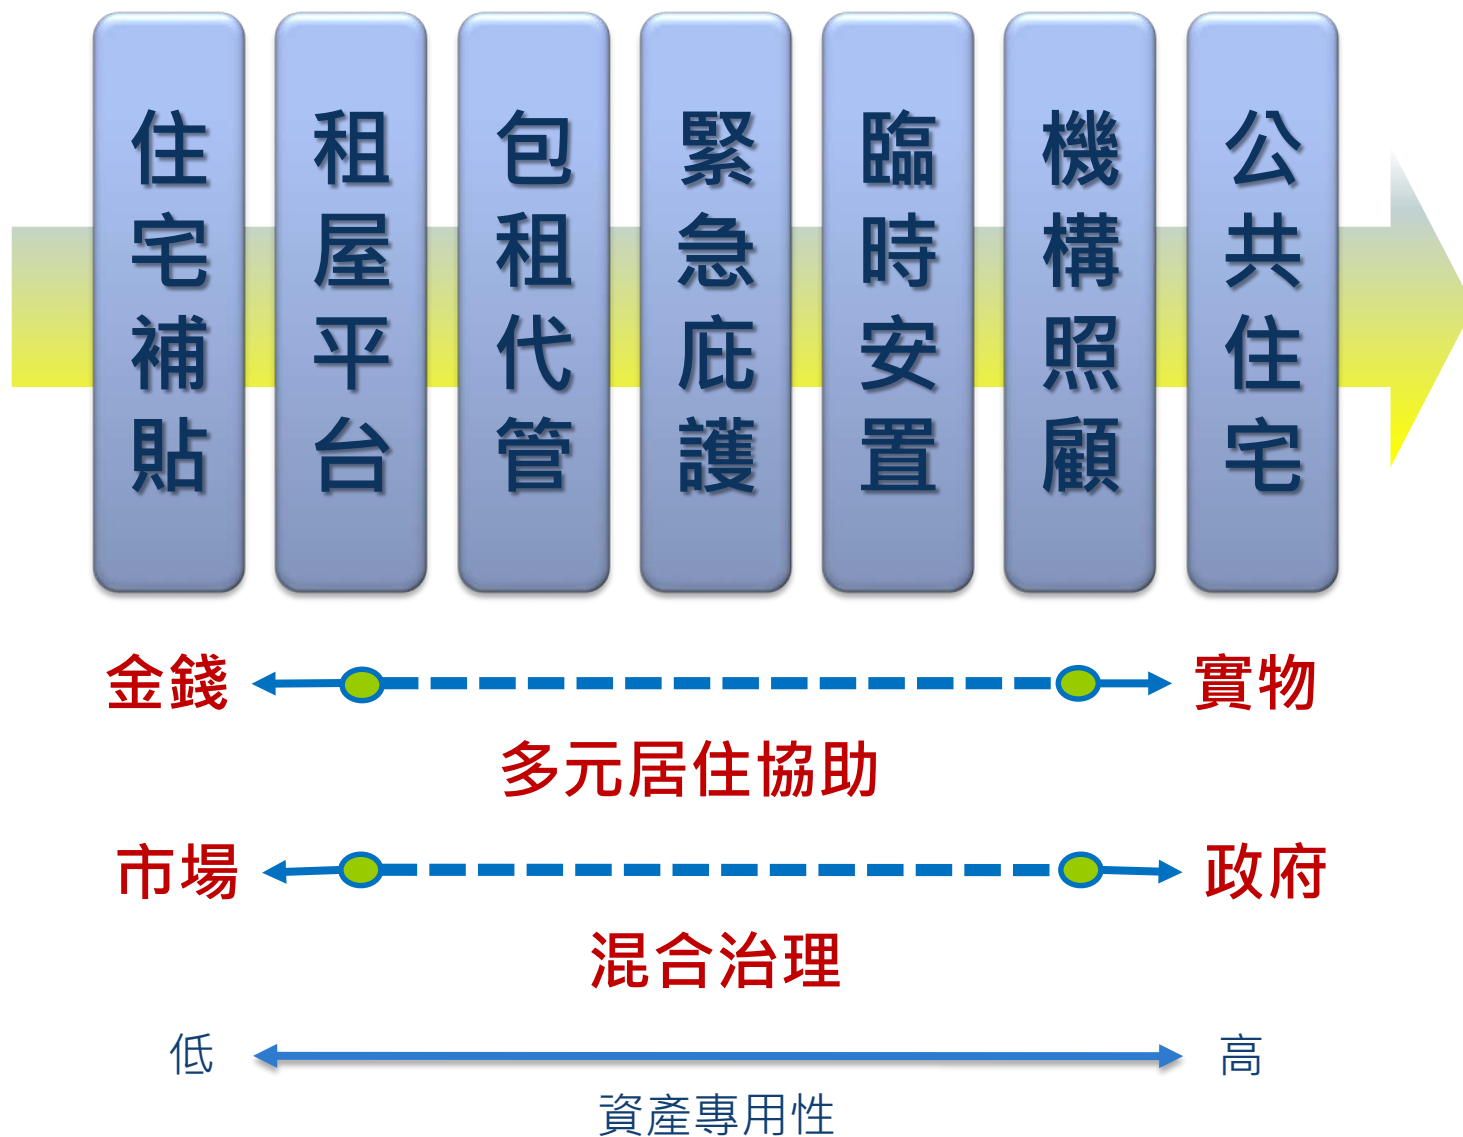 住宅補貼
租屋平台
包租代管
緊急庇護
臨時安置
機構照顧
公共住宅
金錢
實物
多元居住協助
市場
政府
混合治理
低
高
資產專用性